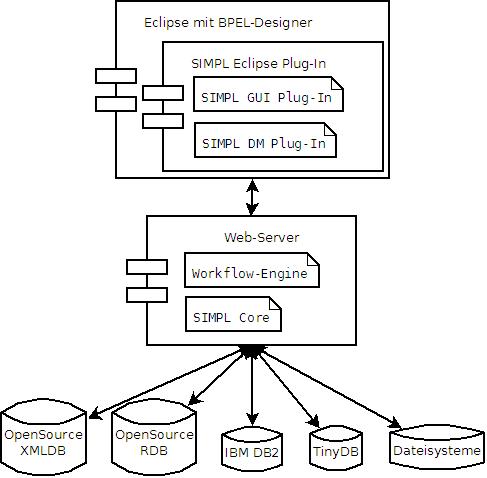 Eclipse mit BPEL-Designer
SIMPL Eclipse Plug-In
SIMPL GUI Plug-In
SIMPL DM Plug-In
Web-Server
Workflow-Engine
SIMPL Core
OpenSource
XMLDB
OpenSource
RDB
IBM DB2
TinyDB
Dateisysteme